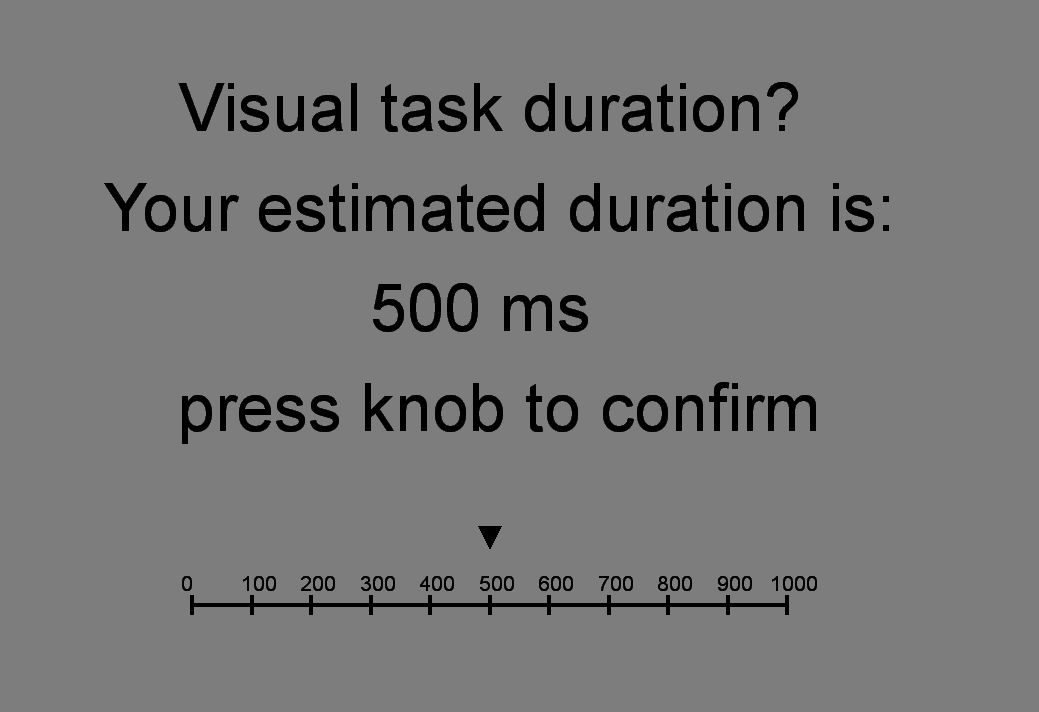 Visual task duration?
Your estimated duration is:
500 ms
press knob to confirm
0 100 200 300 400 500 600 700 800 900 1000